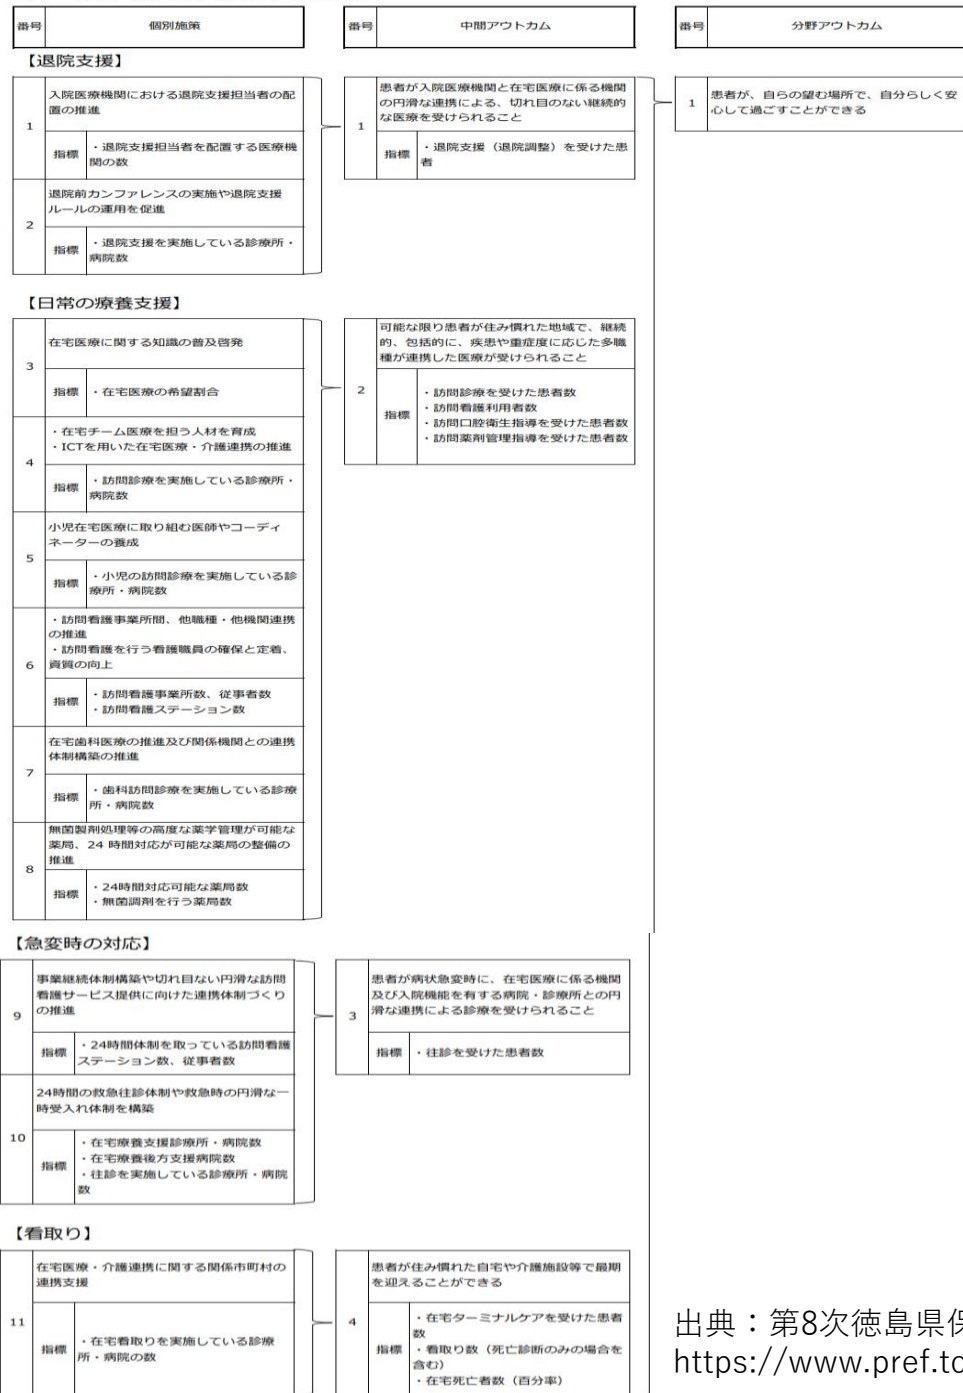 番号 個別施策 番号 中間アウトカム 番号 分野アウトカム
【退院支援】
1
入院医療機関における退院支援担当者の配
置の推進
指標
・退院支援担当者を配置する医療機
関の数
2
退院前カンファレンスの実施や退院支援
ルールの運用を促進
指標
・退院支援を実施している診療所・
病院数
1
患者が入院医療機関と在宅医療に係る機関
の円滑な連携による、切れ目のない継続的
な医療を受けられること
指標
・退院支援（退院調整）を受けた患
者
1
患者が、自らの望む場所で、自分らしく安
心して過ごすことができる
【日常の療養支援】
3
在宅医療に関する知識の普及啓発
指標
・在宅医療の希望割合
4
・在宅チーム医療を担う人材を育成
・ICTを用いた在宅医療・介護連携の推進
指標
・訪問診療を実施している診療所・
病院数
5
小児在宅医療に取り組む医師やコーディ
ネーターの養成
指標
・小児の訪問診療を実施している診
療所・病院数
6
・訪問看護事業所間、他職種・他機関連携
の推進
・訪問看護を行う看護職員の確保と定着、
資質の向上
指標
・訪問看護事業所数、従事者数
・訪問看護ステーション数
7
在宅歯科医療の推進及び関係機関との連携
体制構築の推進
指標
・歯科訪問診療を実施している診療
所・病院数
8
無菌製剤処理等の高度な薬学管理が可能な
薬局、24 時間対応が可能な薬局の整備の
推進
指標
・24時間対応可能な薬局数
・無菌調剤を行う薬局数
2
可能な限り患者が住み慣れた地域で、継続
的、包括的に、疾患や重症度に応じた多職
種が連携した医療が受けられること
指標
・訪問診療を受けた患者数
・訪問看護利用者数
・訪問口腔衛生指導を受けた患者数
・訪問薬剤管理指導を受けた患者数
【急変時の対応】
9
事業継続体制構築や切れ目ない円滑な訪問
看護サービス提供に向けた連携体制づくり
の推進
指標
・24時間体制を取っている訪問看護
ステーション数、従事者数
10
24時間の救急往診体制や救急時の円滑な一
時受入れ体制を構築
指標
・在宅療養支援診療所・病院数
・在宅療養後方支援病院数
・往診を実施している診療所・病院
数
3
患者が病状急変時に、在宅医療に係る機関
及び入院機能を有する病院・診療所との円
滑な連携による診療を受けられること
指標
・往診を受けた患者数
【看取り】
11
在宅医療・介護連携に関する関係市町村の
連携支援
指標
・在宅看取りを実施している診療
所・病院の数
4
患者が住み慣れた自宅や介護施設等で最期
を迎えることができる
指標
・在宅ターミナルケアを受けた患者
数
・看取り数（死亡診断のみの場合を
含む）
・在宅死亡者数（百分率）
出典：第8次徳島県保
https://www.pref.to